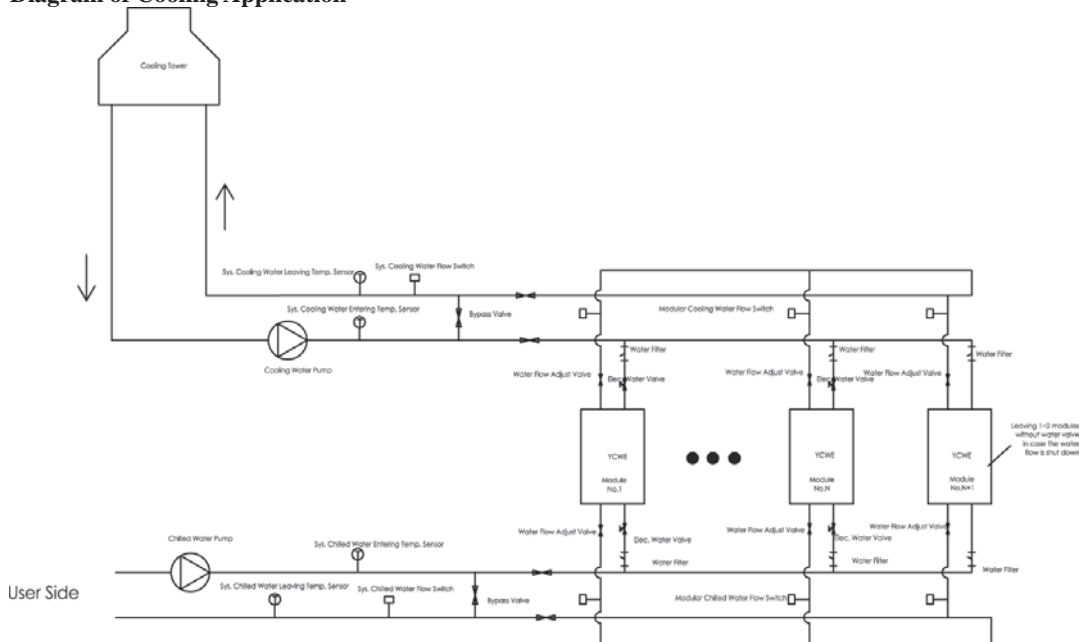 Diagram of Cooling Application
Cooling Tower
Sys. Cooling Water Leaving Temp. Sensor
Sys. Cooling Water Flow Switch
Sys. Cooling Water Entering Temp. Sensor
Bypass Valve
Modular Cooling Water Flow Switch
Cooling Water Pump
Water Filter
Water Filter
Water Filter
Water Flow Adjust Valve
Elec. Water Valve
Water Flow Adjust Valve
Elec. Water Valve
Water Flow Adjust Valve
YCWE
Module
No.1
YCWE
Module
No.N
YCWE
Module
No.N+1
Leaving 1~2 modules
without water valve
in case the water
flow is shut down
Water Flow Adjust Valve
Elec. Water Valve
Water Flow Adjust Valve
Elec. Water Valve
Water Flow Adjust Valve
Water Filter
Water Filter
Water Filter
Chilled Water Pump
Sys. Chilled Water Entering Temp. Sensor
Sys. Chilled Water Leaving Temp. Sensor
Sys. Chilled Water Flow Switch
Bypass Valve
Modular Chilled Water Flow Switch
User Side